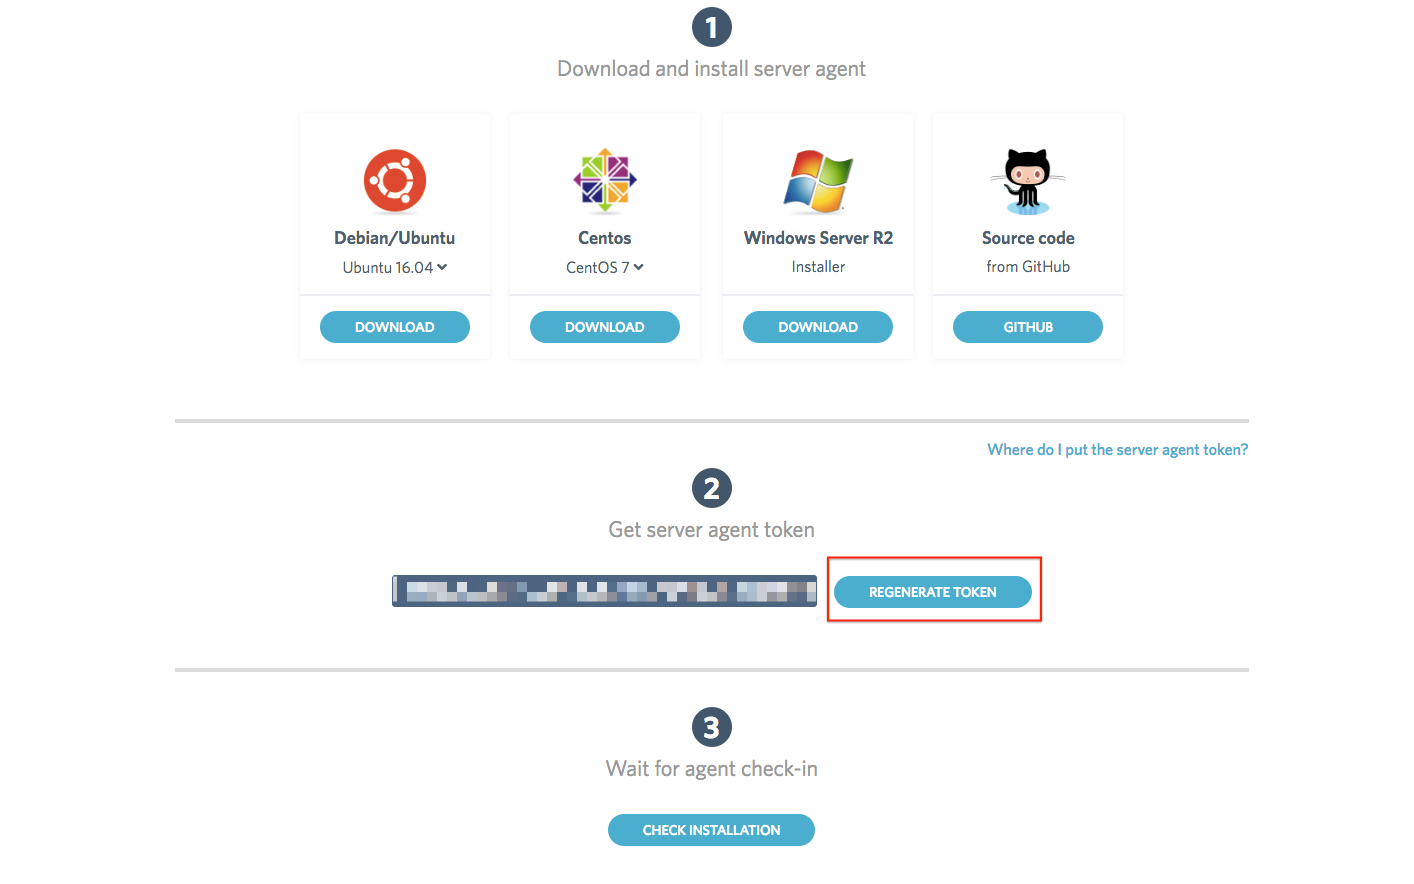 1
Download and install server agent
Debian/Ubuntu
Ubuntu 16.04
DOWNLOAD
Centos
CentOS 7
DOWNLOAD
Windows Server R2
Installer
DOWNLOAD
Source code
from GitHub
GITHUB
Where do I put the server agent token?
2
Get server agent token
REGENERATE TOKEN
3
Wait for agent check-in
CHECK INSTALLATION